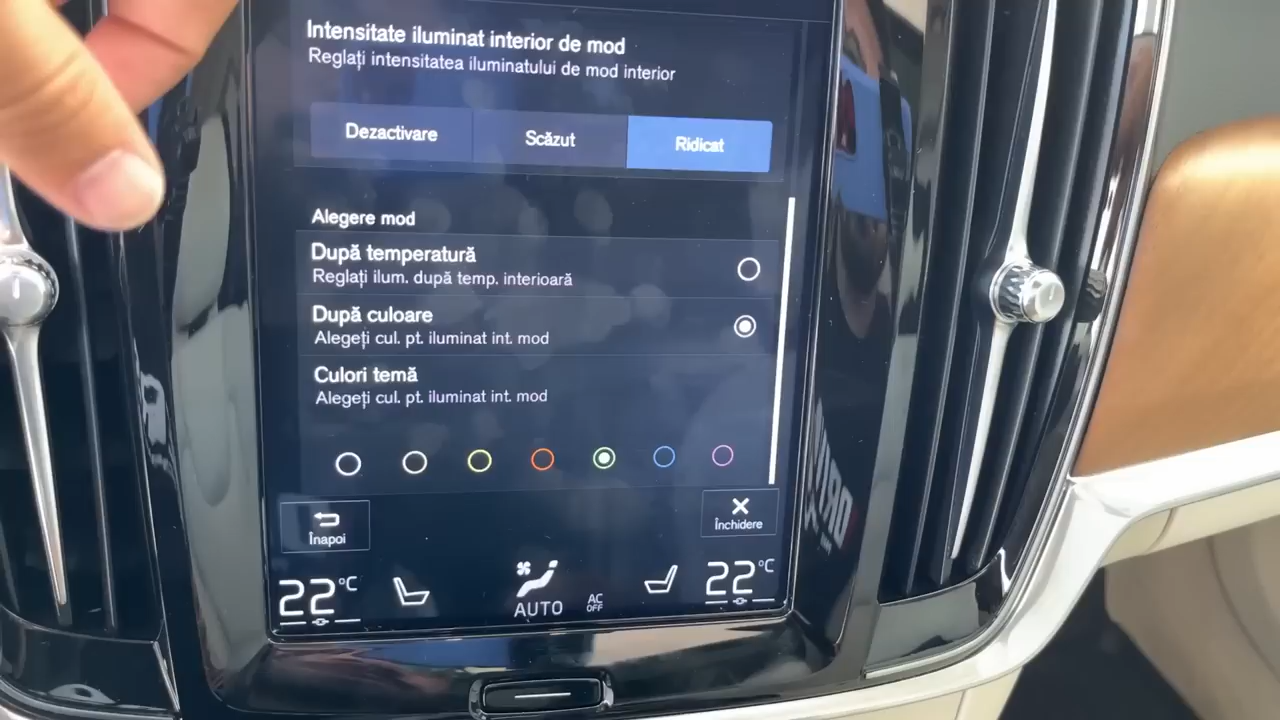 Intensitate iluminat interior de mod
Reglați intensitatea iluminatului de mod interior
Dezactivare
Scăzut
Ridicat
Alegere mod
După temperatură
Reglați ilum. după temp. interioară
După culoare
Alegeți cul. pt. iluminat int. mod
Culori temă
Alegeți cul. pt. iluminat int. mod
Înapoi
Închidere
22°C
AUTO
AC
OFF
22°C